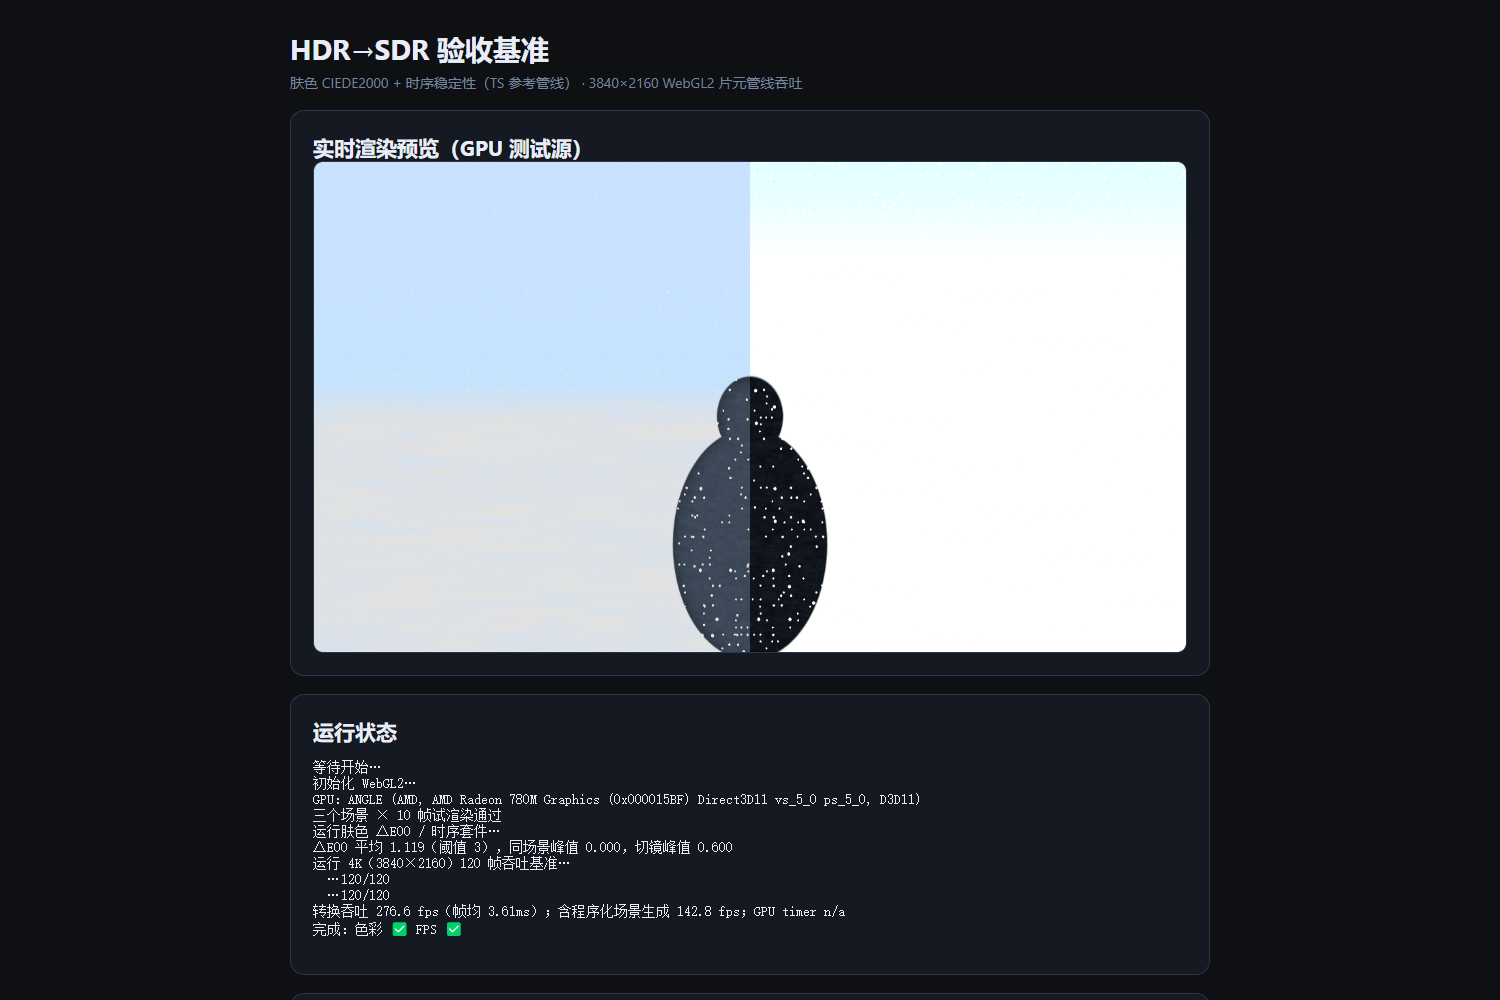 HDR→SDR 验收基准
肤色 CIEDE2000 + 时序稳定性（TS 参考管线） · 3840×2160 WebGL2 片元管线吞吐
实时渲染预览（GPU 测试源）
运行状态
等待开始…
初始化 WebGL2…
GPU: ANGLE (AMD, AMD Radeon 780M Graphics (0x000015BF) Direct3D11 vs_5_0 ps_5_0, D3D11)
三个场景 × 10 帧试渲染通过
运行肤色 △E00 / 时序套件…
△E00 平均 1.119（阈值 3），同场景峰值 0.000，切镜峰值 0.600
运行 4K（3840×2160）120 帧吞吐基准…
…120/120
…120/120
转换吞吐 276.6 fps（帧均 3.61ms）；含程序化场景生成 142.8 fps；GPU timer n/a
完成：色彩 ✅ FPS ✅